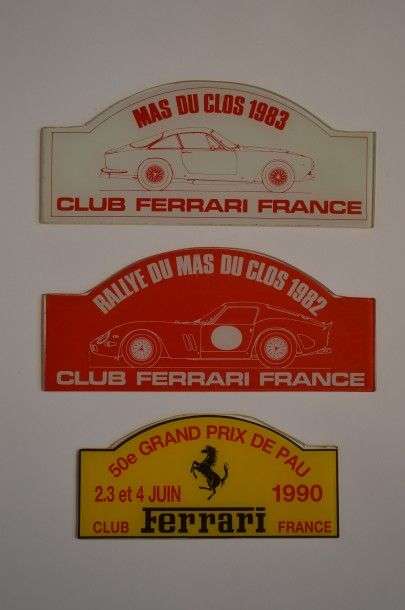 MAS DU CLOS 1983
CLUB FERRARI FRANCE
RALLYE DU MAS DU CLOS 1982
CLUB FERRARI FRANCE
50e GRAND PRIX DE PAU
2.3 et 4 JUIN 1990
CLUB Ferrari FRANCE